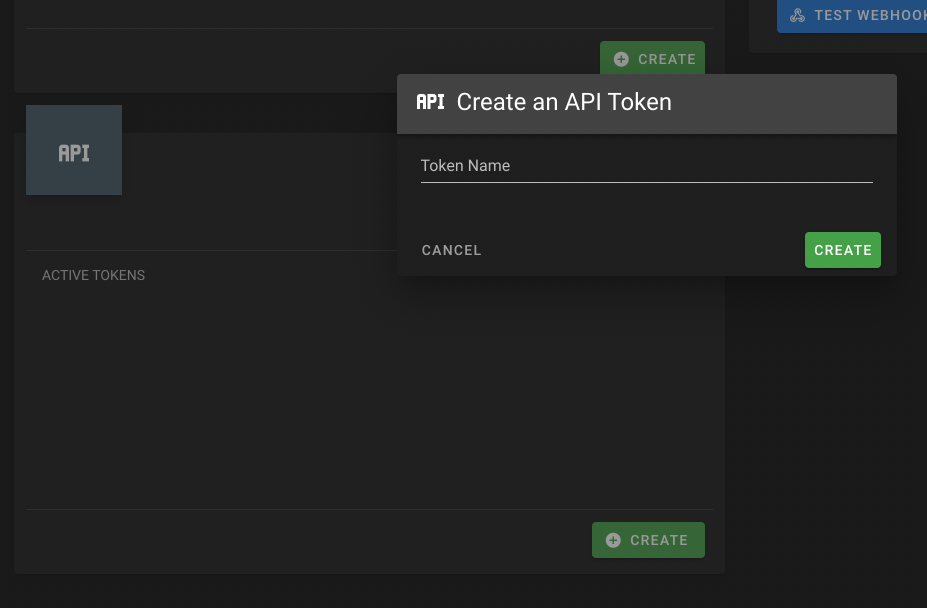 TEST WEBHOOK
CREATE
API Create an API Token
API
Token Name
CANCEL
CREATE
ACTIVE TOKENS
CREATE